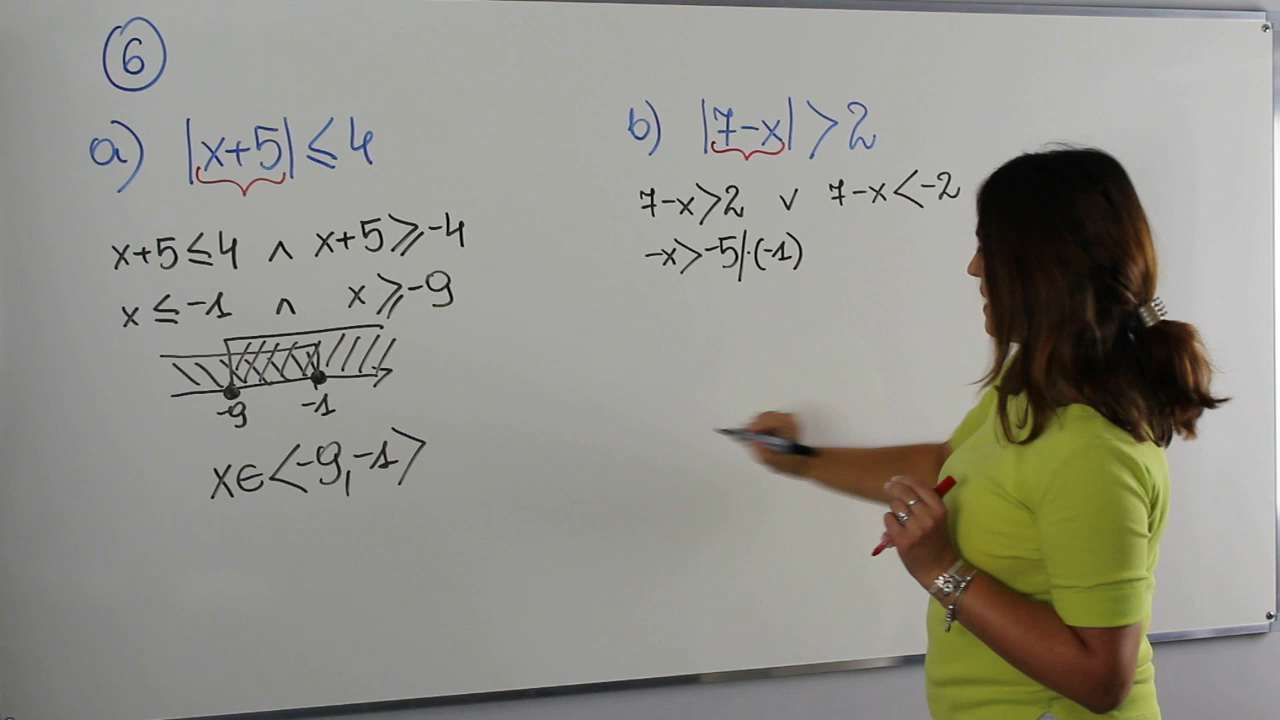 6
a) |x+5| ≤ 4
x+5 ≤ 4 ∧ x+5 ⩾ -4
x ≤ -1 ∧ x ⩾ -9
-9 -1
x∈<-9,-1>
b) |7-x| > 2
7-x>2 ∨ 7-x<-2
-x>-5|·(-1)